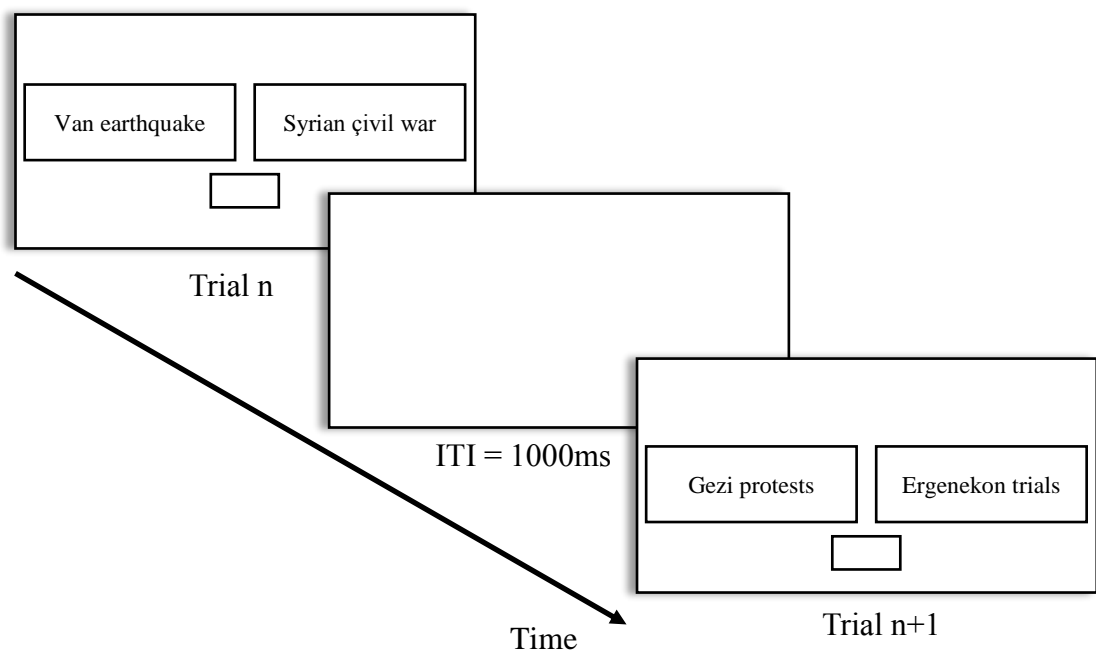 Van earthquake
Syrian çivil war
Trial n
ITI = 1000ms
Gezi protests
Ergenekon trials
Trial n+1
Time